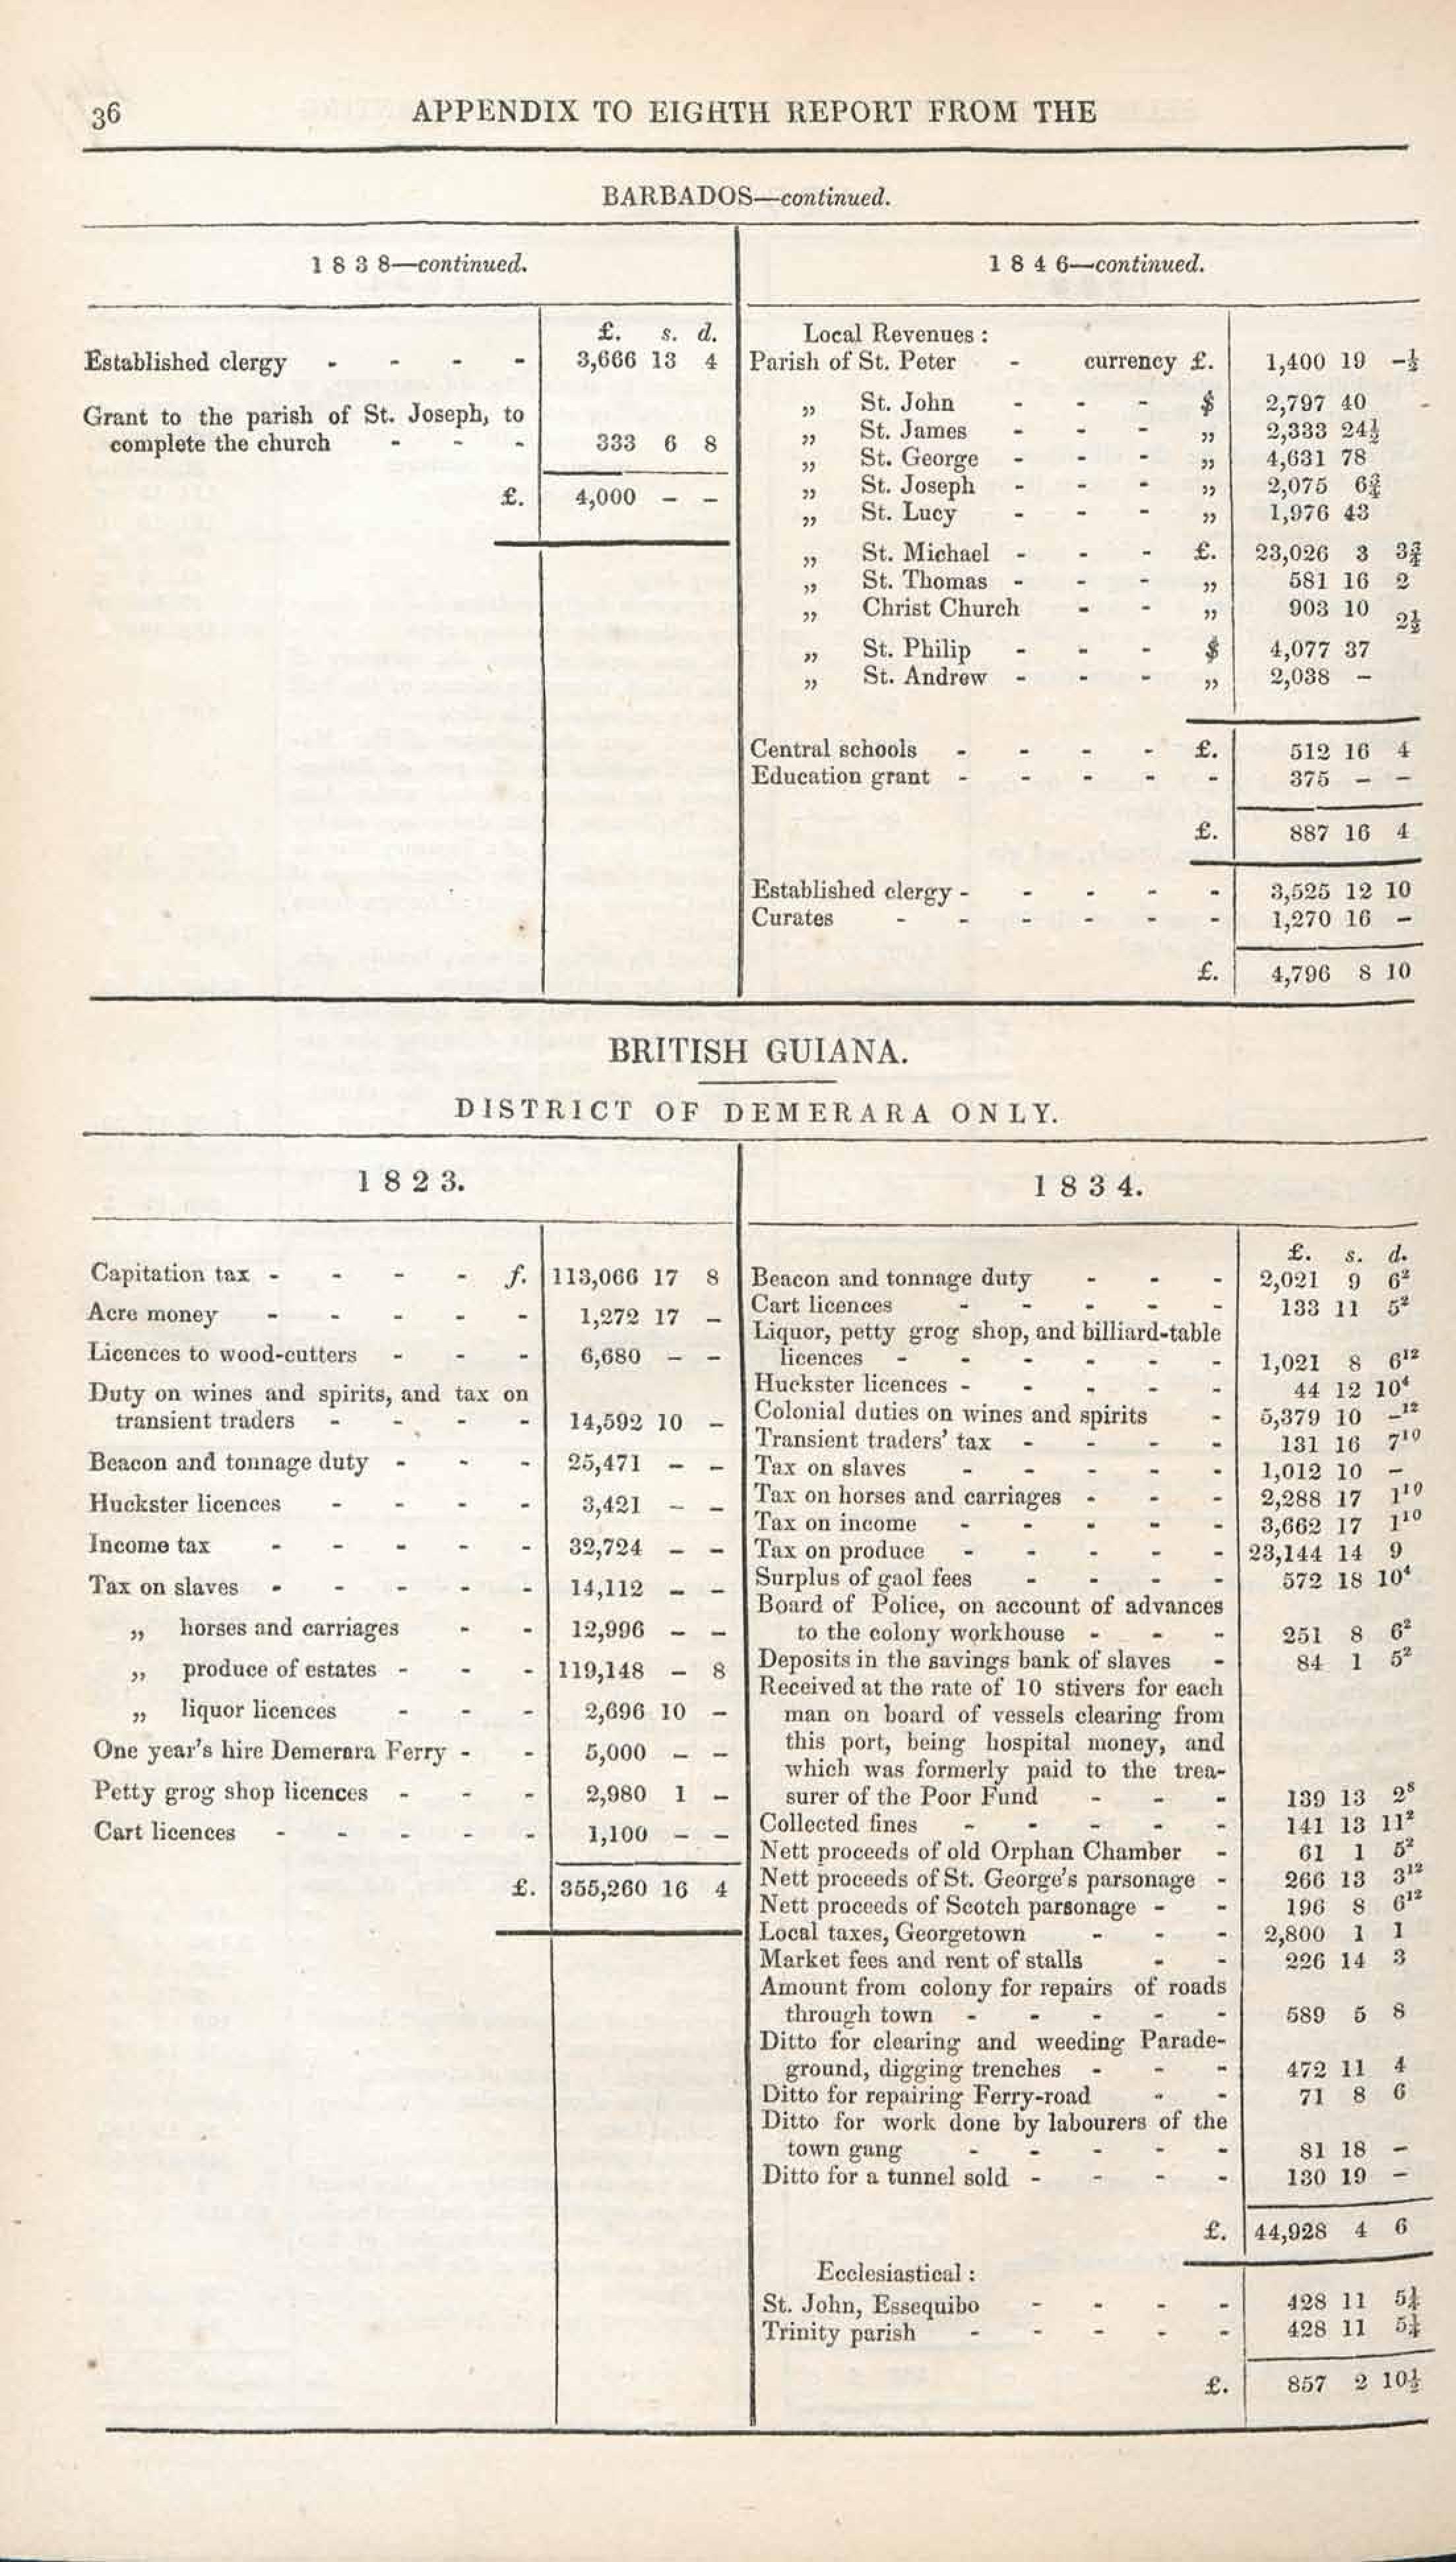 36 APPENDIX TO EIGHTH REPORT FROM THE
BARBADOS—continued.
1 8 3 8—continued.
£. s. d.
Established clergy - - - - 3,666 13 4
Grant to the parish of St. Joseph, to
complete the church - - - 333 6 8
£. 4,000 - -
1 8 4 6—continued.
Local Revenues :
Parish of St. Peter - currency £. 1,400 19 -½
„ St. John - - - $ 2,797 40 -
„ St. James - - - „ 2,333 24½
„ St. George - - - „ 4,631 78
„ St. Joseph - - - „ 2,075 6¾
„ St. Lucy - - - „ 1,976 43
„ St. Michael - - - £. 23,026 3 3¾
„ St. Thomas - - - „ 581 16 2
„ Christ Church - - „ 903 10 2½
„ St. Philip - - - $ 4,077 37
„ St. Andrew - - - „ 2,038 -
Central schools - - - - £. 512 16 4
Education grant - - - - - 375 - -
£. 887 16 4
Established clergy - - - - - 3,525 12 10
Curates - - - - - - 1,270 16 -
£. 4,796 8 10
BRITISH GUIANA.
DISTRICT OF DEMERARA ONLY.
1 8 2 3.
Capitation tax - - - - f. 113,066 17 8
Acre money - - - - - 1,272 17 -
Licences to wood-cutters - - - 6,680 - -
Duty on wines and spirits, and tax on
transient traders - - - - 14,592 10 -
Beacon and tonnage duty - - - 25,471 - -
Huckster licences - - - - 3,421 - -
Income tax - - - - - 32,724 - -
Tax on slaves - - - - - 14,112 - -
„ horses and carriages - - 12,996 - -
„ produce of estates - - - 119,148 - 8
„ liquor licences - - - 2,696 10 -
One year's hire Demerara Ferry - - 5,000 - -
Petty grog shop licences - - - 2,980 1 -
Cart licences - - - - - 1,100 - -
£. 355,260 16 4
1 8 3 4.
£. s. d.
Beacon and tonnage duty - - - 2,021 9 6²
Cart licences - - - - - 133 11 5²
Liquor, petty grog shop, and billiard-table
licences - - - - - - 1,021 8 6¹²
Huckster licences - - - - - 44 12 10⁴
Colonial duties on wines and spirits - 5,379 10 -¹²
Transient traders' tax - - - - 131 16 7¹⁰
Tax on slaves - - - - - 1,012 10 -
Tax on horses and carriages - - - 2,288 17 1¹⁰
Tax on income - - - - - 3,662 17 1¹⁰
Tax on produce - - - - - 23,144 14 9
Surplus of gaol fees - - - - 572 18 10⁴
Board of Police, on account of advances
to the colony workhouse - - - 251 8 6²
Deposits in the savings bank of slaves - 84 1 5²
Received at the rate of 10 stivers for each
man on board of vessels clearing from
this port, being hospital money, and
which was formerly paid to the trea-
surer of the Poor Fund - - - 139 13 2⁸
Collected fines - - - - - 141 13 11²
Nett proceeds of old Orphan Chamber - 61 1 5²
Nett proceeds of St. George's parsonage - 266 13 3¹²
Nett proceeds of Scotch parsonage - - 196 8 6¹²
Local taxes, Georgetown - - - 2,800 1 1
Market fees and rent of stalls - - 226 14 3
Amount from colony for repairs of roads
through town - - - - - 589 5 8
Ditto for clearing and weeding Parade-
ground, digging trenches - - - 472 11 4
Ditto for repairing Ferry-road - - 71 8 6
Ditto for work done by labourers of the
town gang - - - - - 81 18 -
Ditto for a tunnel sold - - - - 130 19 -
£. 44,928 4 6
Ecclesiastical :
St. John, Essequibo - - - - 428 11 5¼
Trinity parish - - - - - 428 11 5¼
£. 857 2 10½